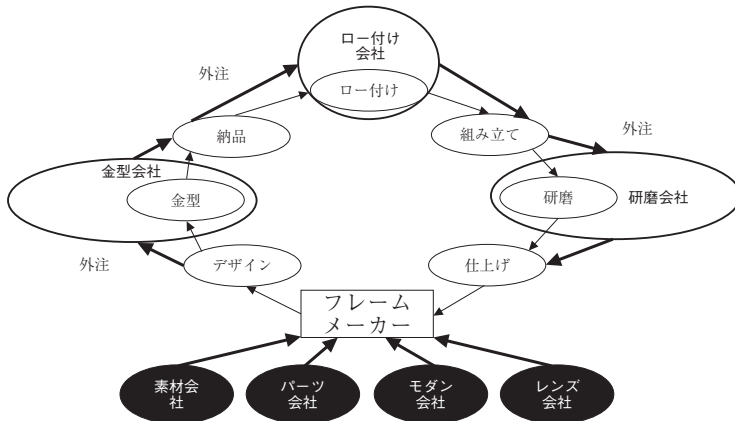 ロー付け
会社
ロー付け
外注
納品
組み立て
外注
金型会社
金型
研磨
研磨会社
外注
デザイン
仕上げ
フレーム
メーカー
素材会
社
パーツ
会社
モダン
会社
レンズ
会社